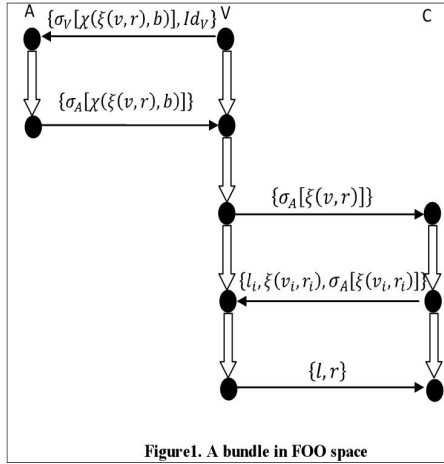 A V C
{σ_V[χ(ξ(v,r),b)], Id_V}
{σ_A[χ(ξ(v,r),b)]}
{σ_A[ξ(v,r)]}
{l_i, ξ(v_i,r_i), σ_A[ξ(v_i,r_i)]}
{l,r}
Figure1. A bundle in FOO space